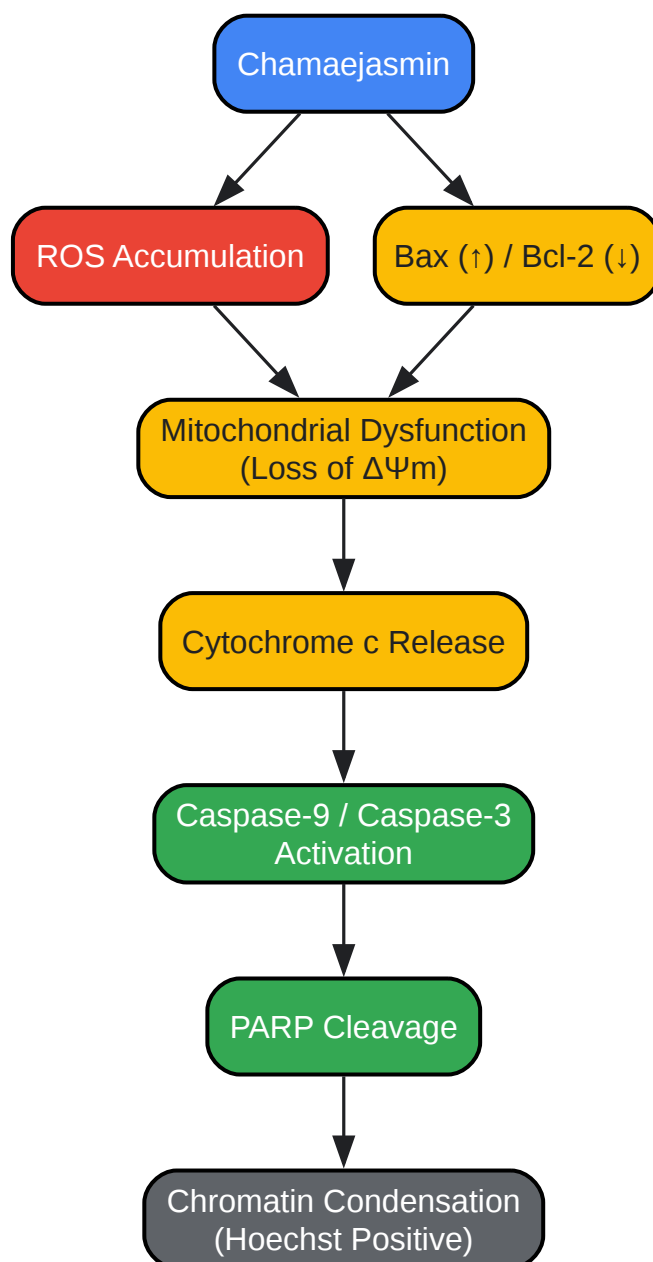 Chamaejasmin
ROS Accumulation
Bax (↑) / Bcl-2 (↓)
Mitochondrial Dysfunction
(Loss of ΔΨm)
Cytochrome c Release
Caspase-9 / Caspase-3
Activation
PARP Cleavage
Chromatin Condensation
(Hoechst Positive)